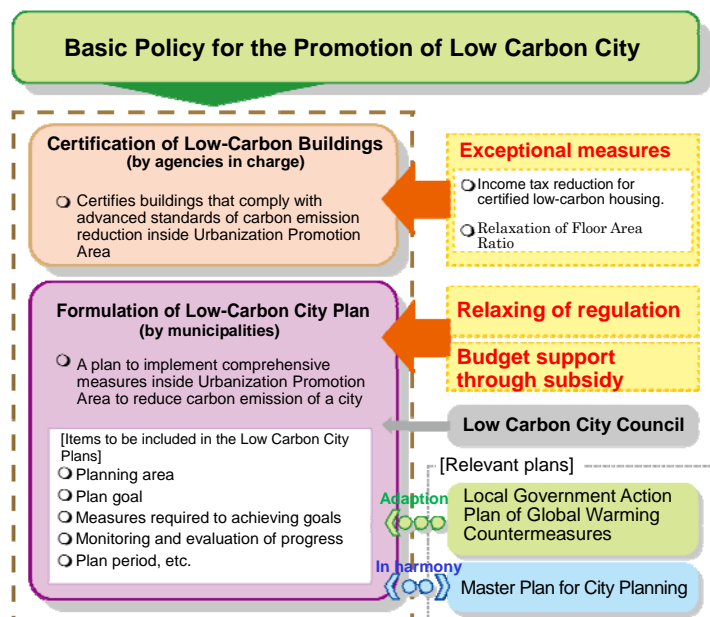 Basic Policy for the Promotion of Low Carbon City
Certification of Low-Carbon Buildings
(by agencies in charge)
Certifies buildings that comply with
advanced standards of carbon emission
reduction inside Urbanization Promotion
Area
Exceptional measures
Income tax reduction for
certified low-carbon housing.
Relaxation of Floor Area
Ratio
Formulation of Low-Carbon City Plan
(by municipalities)
A plan to implement comprehensive
measures inside Urbanization Promotion
Area to reduce carbon emission of a city
[Items to be included in the Low Carbon City
Plans]
Planning area
Plan goal
Measures required to achieving goals
Monitoring and evaluation of progress
Plan period, etc.
Relaxing of regulation
Budget support
through subsidy
Low Carbon City Council
[Relevant plans]
Adaption
Local Government Action
Plan of Global Warming
Countermeasures
In harmony
Master Plan for City Planning